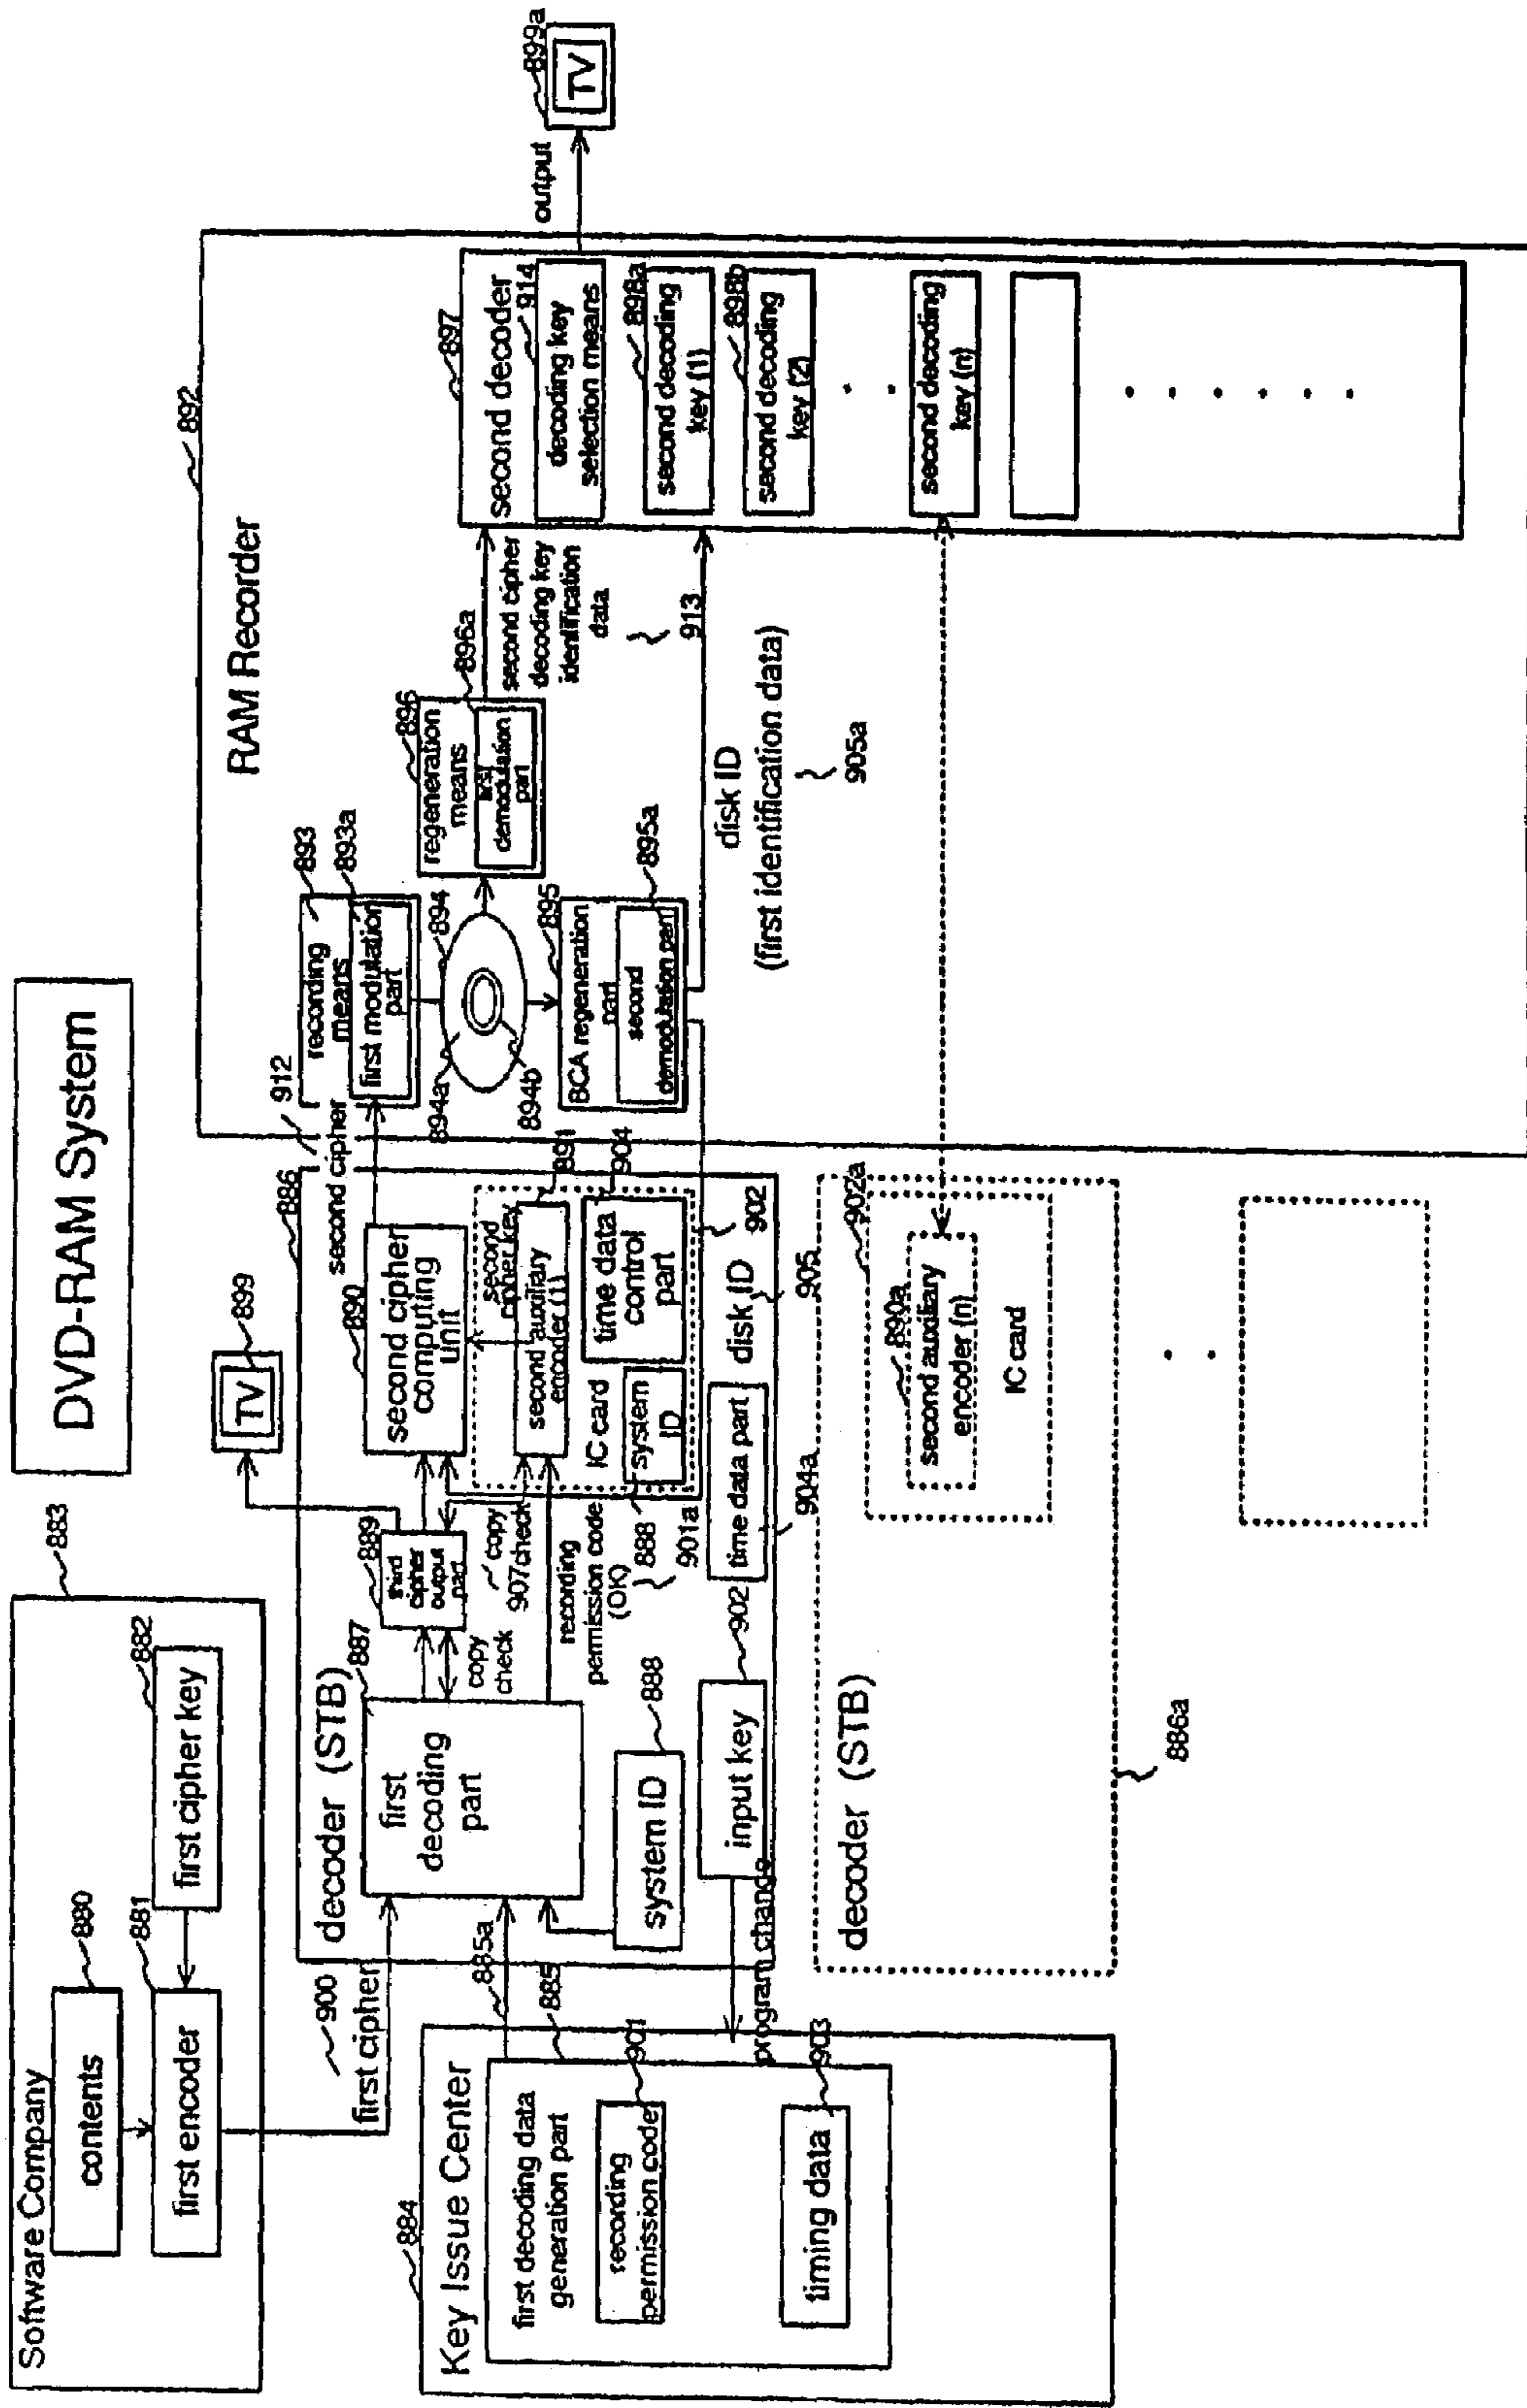 DVD-RAM System
Software Company
883
contents
880
first encoder
881
first cipher key
882
900
first cipher
884
Key Issue Center
first decoding data
generation part
885
885a
recording
permission code
901
timing data
903
program change
886
decoder (STB)
887
first
decoding
part
system ID
888
input key
902
copy
check
889
third
cipher
output
part
copy
907 check
recording
permission code
(OK)
888
901a
TV
899
890
second cipher
computing
unit
second
cipher key
second auxiliary
encoder (1)
891
IC card
system
ID
time data
control
part
904
902
time data part
904a
disk ID
905
second cipher
912
decoder (STB)
886a
902a
890a
second auxiliary
encoder (n)
IC card
892
RAM Recorder
recording
means
893
first modulation
part
893a
894
894a
894b
BCA regeneration
part
895
second
demodulation part
895a
regeneration
means
896
first
demodulation
part
896a
second cipher
decoding key
identification
data
913
disk ID
(first identification data)
905a
897
second decoder
914
decoding key
selection means
second decoding
key (1)
898a
second decoding
key (2)
898b
second decoding
key (n)
output
TV
899a